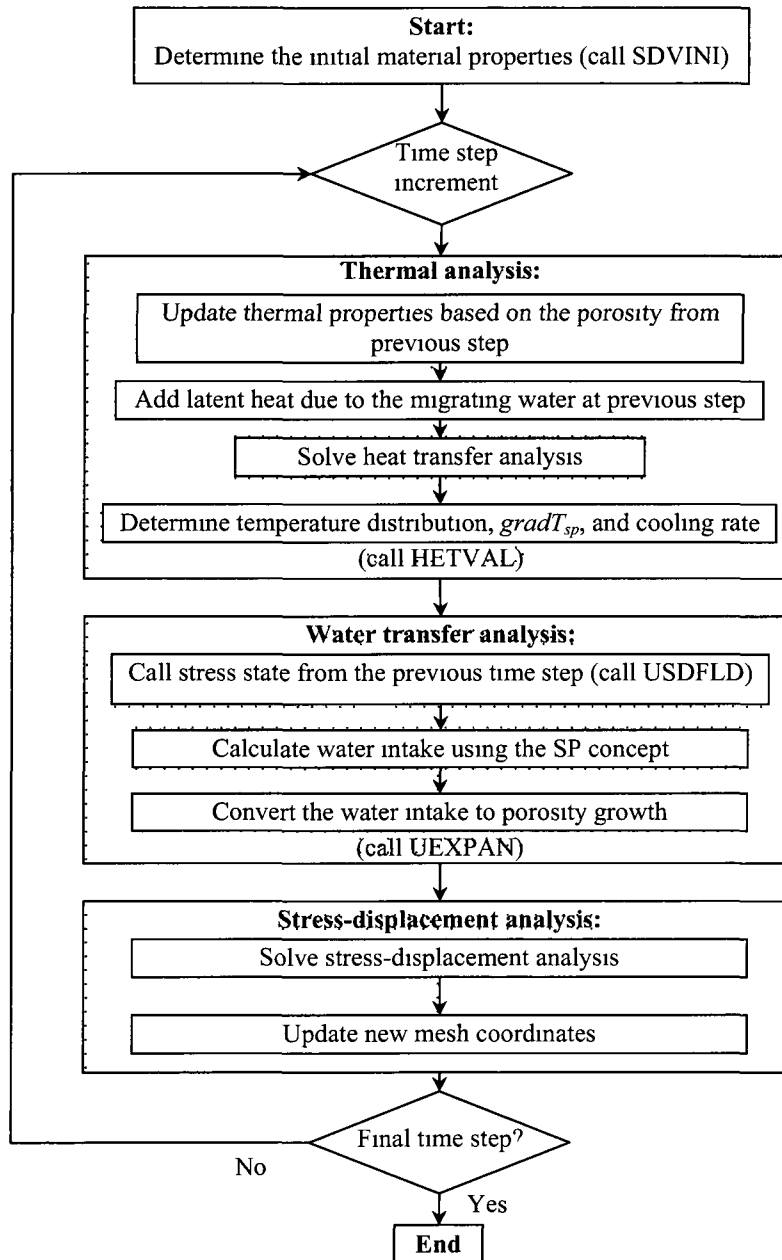 Start:
Determine the initial material properties (call SDVINI)
Time step
increment
Thermal analysis:
Update thermal properties based on the porosity from
previous step
Add latent heat due to the migrating water at previous step
Solve heat transfer analysis
Determine temperature distribution, gradTsp, and cooling rate
(call HETVAL)
Water transfer analysis:
Call stress state from the previous time step (call USDFLD)
Calculate water intake using the SP concept
Convert the water intake to porosity growth
(call UEXPAN)
Stress-displacement analysis:
Solve stress-displacement analysis
Update new mesh coordinates
Final time step?
No
Yes
End